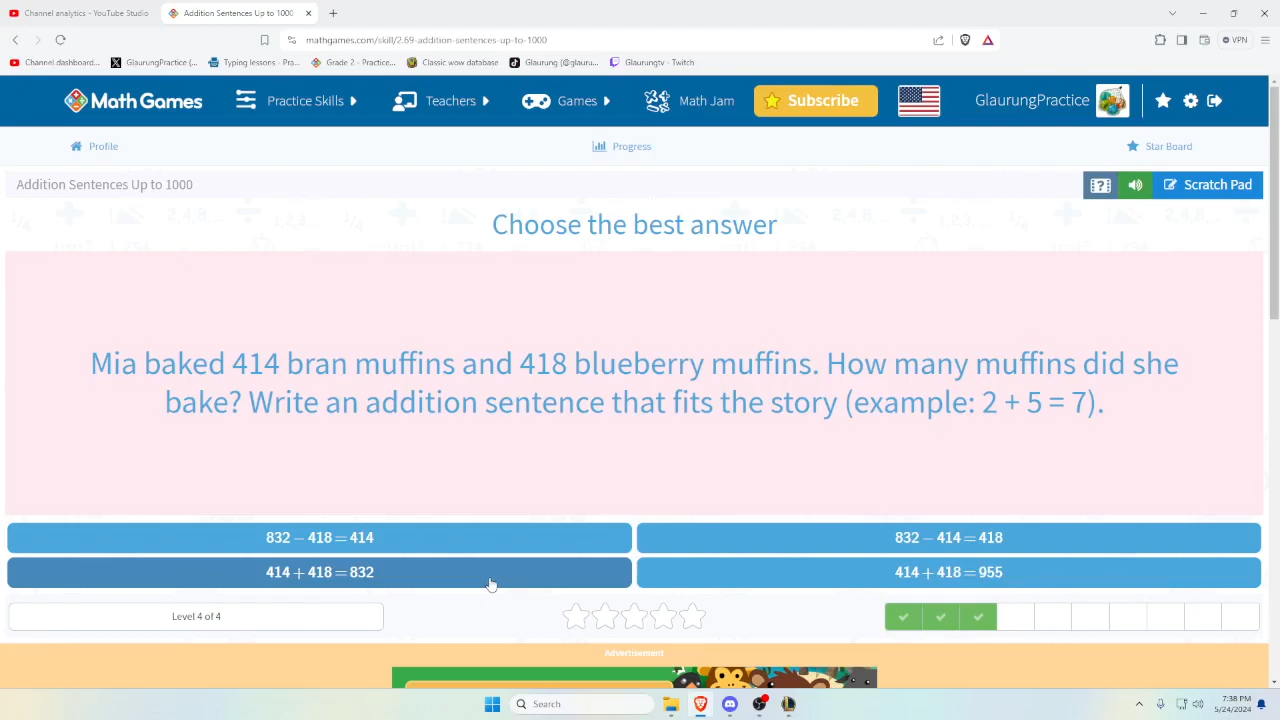 Channel analytics - YouTube Studio
Addition Sentences Up to 1000
mathgames.com/skill/2.69-addition-sentences-up-to-1000
VPN
Channel dashboard...
GlaurungPractice (...
Typing lessons - Pra...
Grade 2 - Practice...
Classic wow database
Glaurung (@glauru...
Glaurungtv - Twitch
Math Games
Practice Skills
Teachers
Games
Math Jam
Subscribe
GlaurungPractice
Profile
Progress
Star Board
Addition Sentences Up to 1000
Scratch Pad
Choose the best answer
Mia baked 414 bran muffins and 418 blueberry muffins. How many muffins did she
bake? Write an addition sentence that fits the story (example: 2 + 5 = 7).
832 − 418 = 414
832 − 414 = 418
414 + 418 = 832
414 + 418 = 955
Level 4 of 4
Advertisement
Search
7:38 PM
5/24/2024